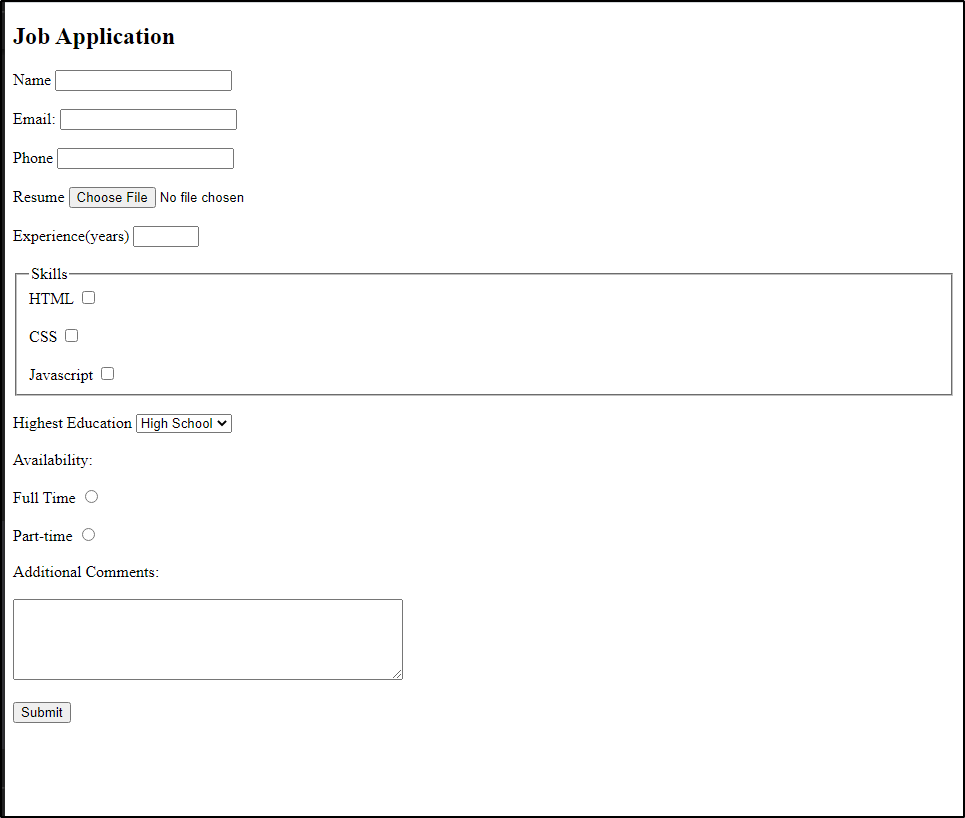 Job Application
Name
Email:
Phone
Resume Choose File No file chosen
Experience(years)
Skills
HTML
CSS
Javascript
Highest Education High School
Availability:
Full Time
Part-time
Additional Comments:
Submit